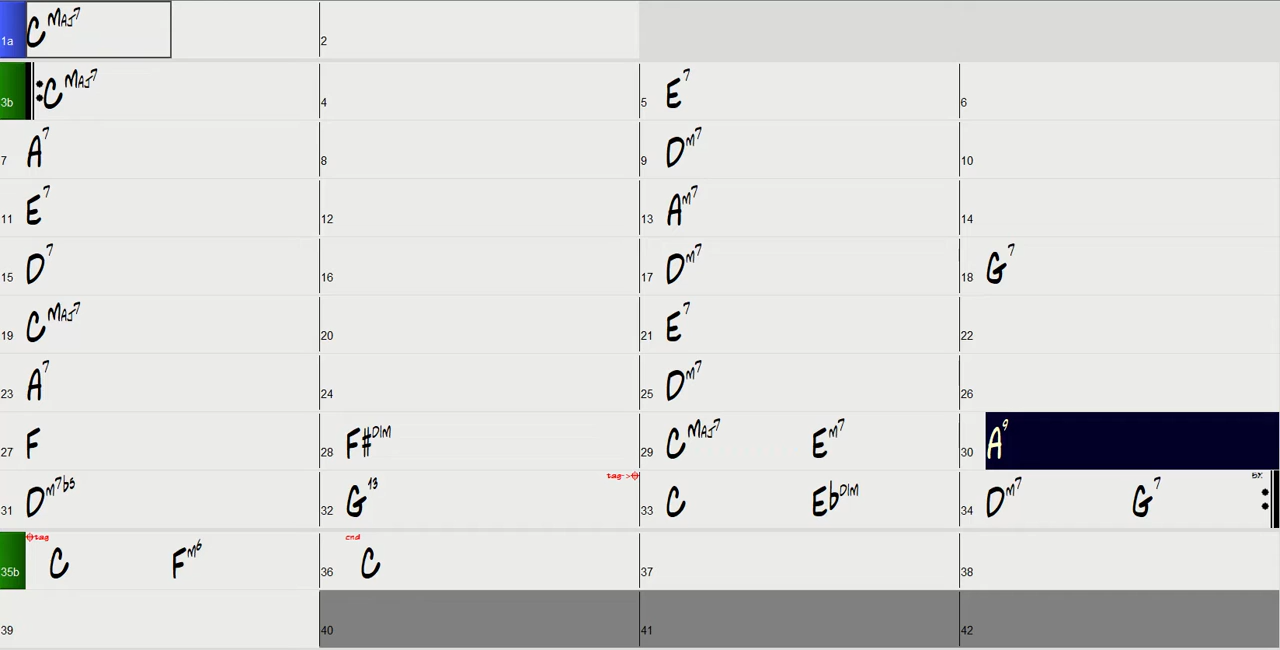 1a CMaj7 2
3b CMaj7 4 5 E7 6
7 A7 8 9 Dm7 10
11 E7 12 13 Am7 14
15 D7 16 17 Dm7 18 G7
19 CMaj7 20 21 E7 22
23 A7 24 25 Dm7 26
27 F 28 F#DIM 29 CMaj7 Em7 30 A9
tag-> 5x
31 Dm7b5 32 G13 33 C EbDIM 34 Dm7 G7
tag end
35b C Fm6 36 C 37 38
39 40 41 42